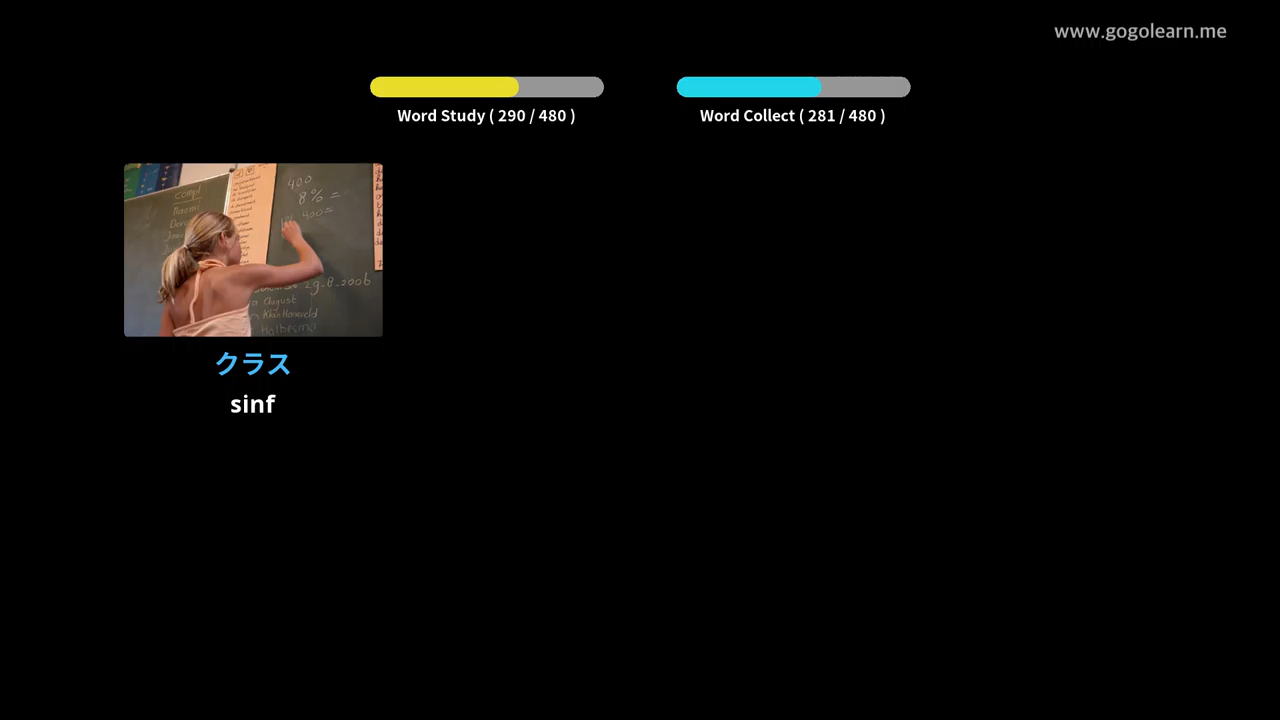 www.gogolearn.me
Word Study ( 290 / 480 )
Word Collect ( 281 / 480 )
400
8% =
400=
29-8-2006
August
クラス
sinf